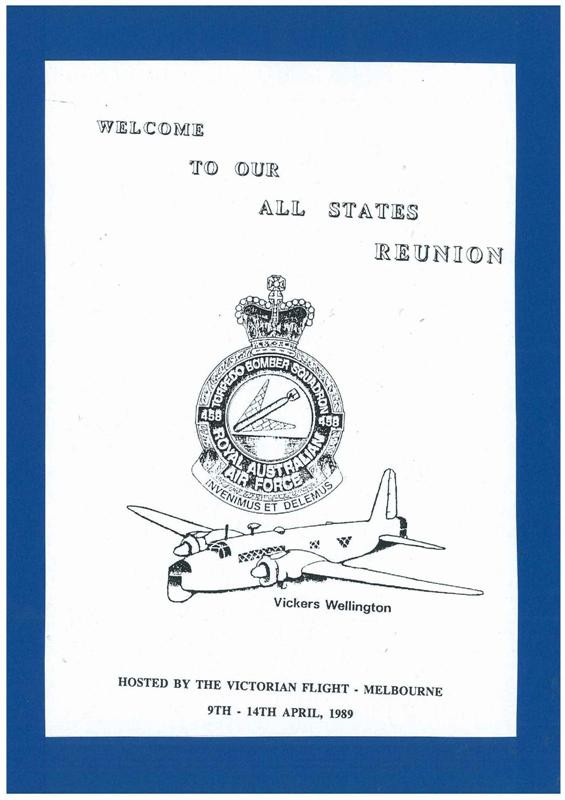 WELCOME
TO OUR
ALL STATES
REUNION
TORPEDO BOMBER SQUADRON
458
458
ROYAL AUSTRALIAN
AIR FORCE
INVENIMUS ET DELEMUS
Vickers Wellington
HOSTED BY THE VICTORIAN FLIGHT - MELBOURNE
9TH - 14TH APRIL, 1989